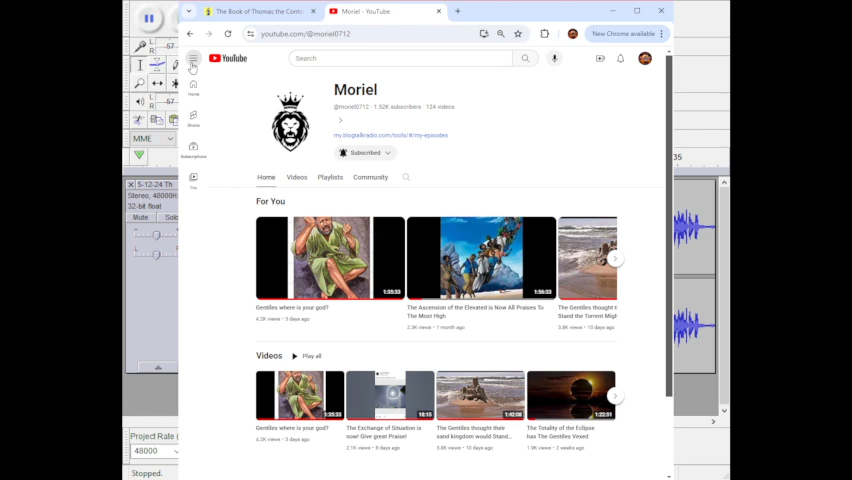 The Book of Thomas the Conte
Moriel - YouTube
youtube.com/@moriel0712
New Chrome available
YouTube
Search
Home
Shorts
Subscriptions
You
Moriel
@moriel0712 · 1.52K subscribers · 124 videos
my.blogtalkradio.com/tools/#/my-episodes
Subscribed
Home Videos Playlists Community
For You
1:35:33
1:56:33
Gentiles where is your god?
4.2K views · 3 days ago
The Ascension of the Elevated is Now All Praises To
The Most High
2.3K views · 1 month ago
The Gentiles thought t
Stand the Torrent Migh
3.8K views · 10 days ago
Videos Play all
1:35:33
18:15
1:42:08
1:22:51
Gentiles where is your god?
4.2K views · 3 days ago
The Exchange of Situation is
now! Give great Praise!
2.1K views · 8 days ago
The Gentiles thought their
sand kingdom would Stand...
3.8K views · 10 days ago
The Totality of the Eclipse
has The Gentiles Vexed
1.9K views · 2 weeks ago
L
R
-57
L
R
-57
MME
35
5-12-24 Th
Stereo, 48000H
32-bit float
Mute Solo
L R
Project Rate (
48000
Stopped.